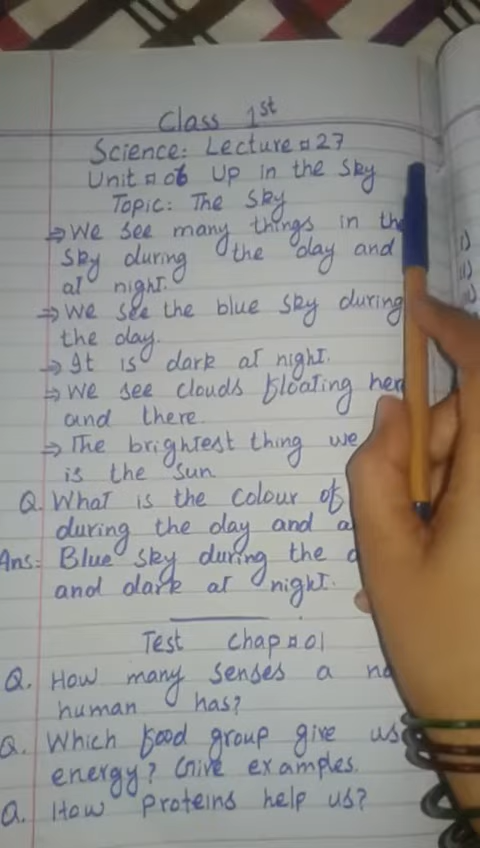 Class 1st
Science: Lecture # 27
Unit # 06 Up in the sky
Topic: The sky
⇒ We see many things in the
sky during the day and
at night.
⇒ We see the blue sky during
the day.
⇒ It is dark at night.
⇒ We see clouds floating
and there.
⇒ The brightest thing we
is the sun
Q. What is the colour of
during the day and
Ans: Blue sky during the
and dark at night.
Test Chap # 01
Q. How many senses a
human has?
Q. Which food group give us
energy? Give examples.
Q. How proteins help us?
i)
ii)